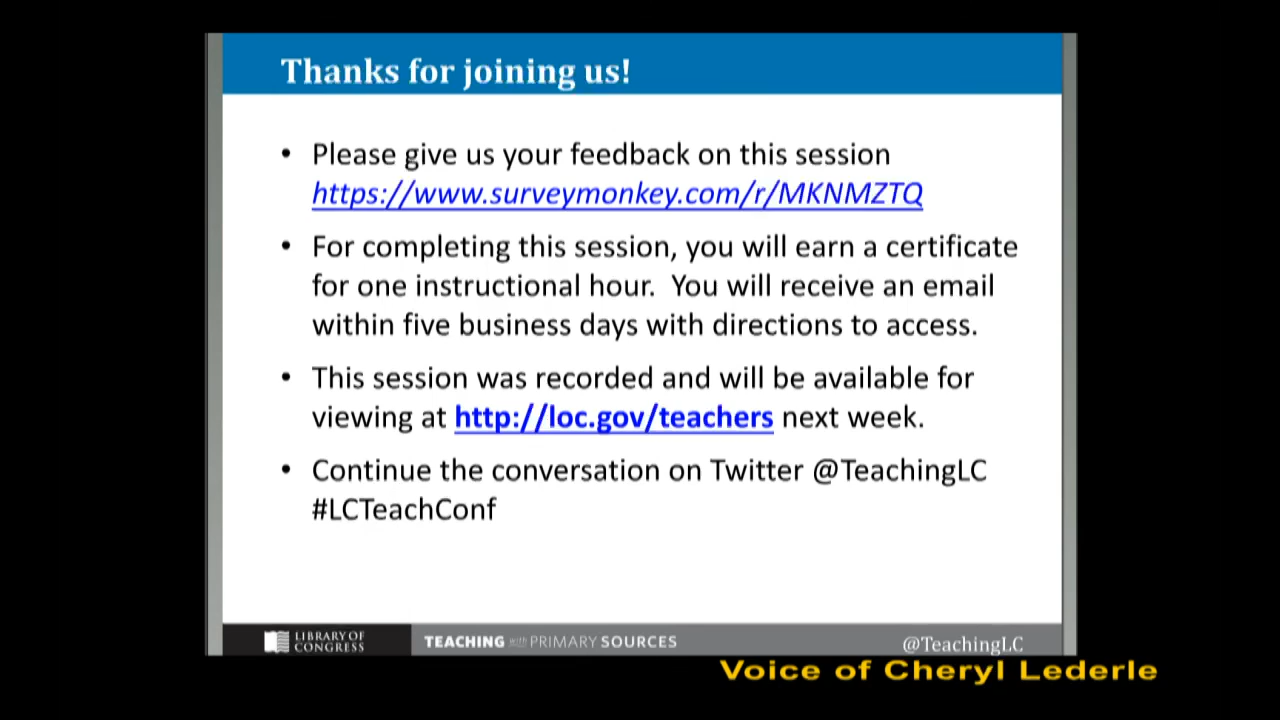 Thanks for joining us!
• Please give us your feedback on this session
https://www.surveymonkey.com/r/MKNMZTQ
• For completing this session, you will earn a certificate
for one instructional hour.  You will receive an email
within five business days with directions to access.
• This session was recorded and will be available for
viewing at http://loc.gov/teachers next week.
• Continue the conversation on Twitter @TeachingLC
#LCTeachConf
LIBRARY OF
CONGRESS
TEACHING with PRIMARY SOURCES
@TeachingLC
Voice of Cheryl Lederle